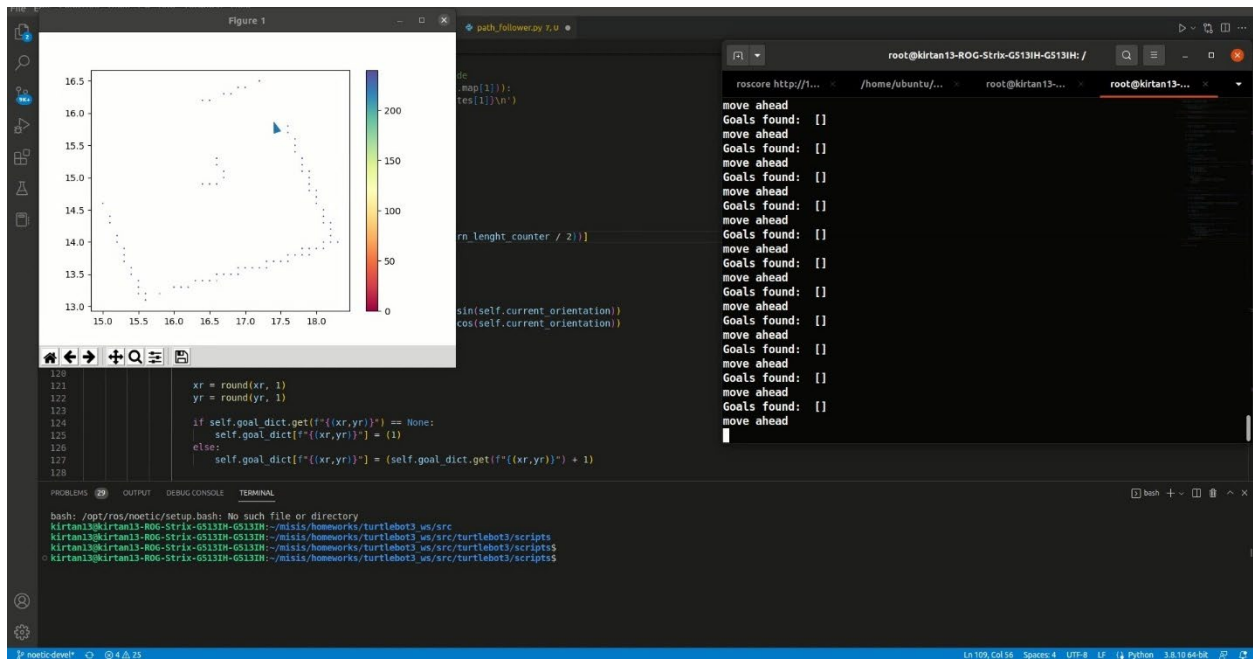 Figure 1
path_follower.py 7, U
16.5
16.0
15.5
15.0
14.5
14.0
13.5
13.0
15.0 15.5 16.0 16.5 17.0 17.5 18.0
200
150
100
50
0
.map[1])):
tes[1]}\n')
rn_lenght_counter / 2))]
sin(self.current_orientation))
cos(self.current_orientation))
120
121 xr = round(xr, 1)
122 yr = round(yr, 1)
123
124 if self.goal_dict.get(f"{(xr,yr)}") == None:
125 self.goal_dict[f"{(xr,yr)}"] = (1)
126 else:
127 self.goal_dict[f"{(xr,yr)}"] = (self.goal_dict.get(f"{(xr,yr)}") + 1)
128
root@kirtan13-ROG-Strix-G513IH-G513IH: /
roscore http://1... /home/ubuntu/... root@kirtan13-... root@kirtan13-...
move ahead
Goals found: []
move ahead
Goals found: []
move ahead
Goals found: []
move ahead
Goals found: []
move ahead
Goals found: []
move ahead
Goals found: []
move ahead
Goals found: []
move ahead
Goals found: []
move ahead
Goals found: []
move ahead
Goals found: []
move ahead
Goals found: []
move ahead
PROBLEMS 29 OUTPUT DEBUG CONSOLE TERMINAL
bash
bash: /opt/ros/noetic/setup.bash: No such file or directory
kirtan13@kirtan13-ROG-Strix-G513IH-G513IH:~/misis/homeworks/turtlebot3_ws/src
kirtan13@kirtan13-ROG-Strix-G513IH-G513IH:~/misis/homeworks/turtlebot3_ws/src/turtlebot3/scripts
kirtan13@kirtan13-ROG-Strix-G513IH-G513IH:~/misis/homeworks/turtlebot3_ws/src/turtlebot3/scripts$
kirtan13@kirtan13-ROG-Strix-G513IH-G513IH:~/misis/homeworks/turtlebot3_ws/src/turtlebot3/scripts$
noetic-devel* 4 25 Ln 109, Col 56 Spaces: 4 UTF-8 LF Python 3.8.10 64-bit